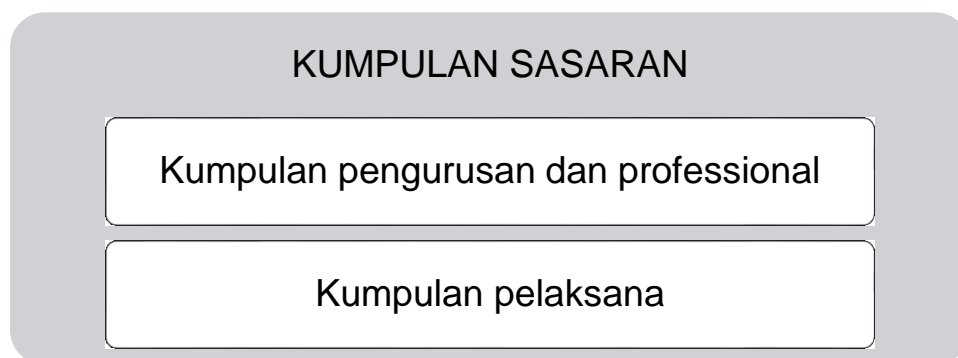 KUMPULAN SASARAN
Kumpulan pengurusan dan professional
Kumpulan pelaksana